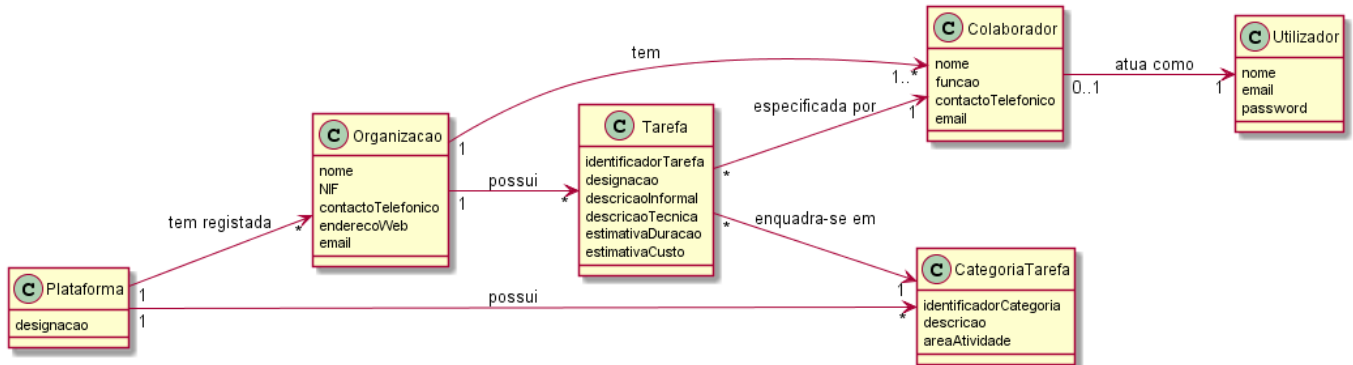 C Colaborador
nome
funcao
contactoTelefonico
email
C Utilizador
nome
email
password
atua como
0..1
1
tem
1..*
1
especificada por
1
*
C Organizacao
nome
NIF
contactoTelefonico
enderecoWeb
email
C Tarefa
identificadorTarefa
designacao
descricaoInformal
descricaoTecnica
estimativaDuracao
estimativaCusto
possui
1
*
tem registada
*
1
enquadra-se em
*
1
C Plataforma
designacao
possui
1
*
C CategoriaTarefa
identificadorCategoria
descricao
areaAtividade